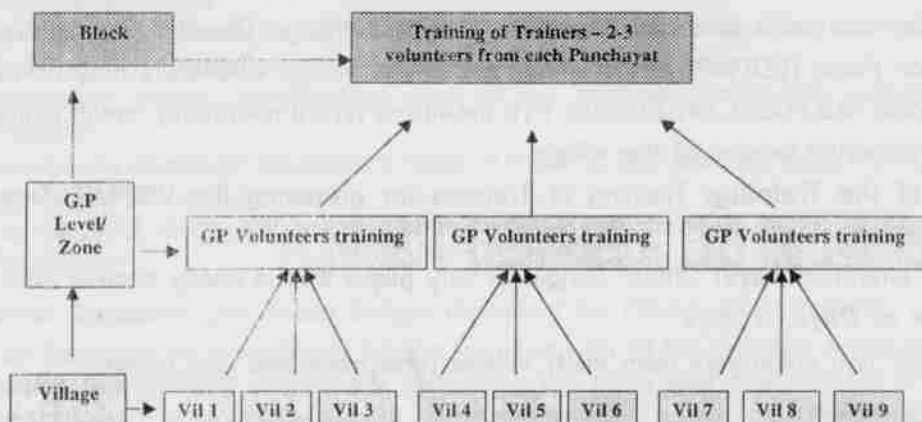 Block
Training of Trainers – 2-3
volunteers from each Panchayat
G.P
Level/
Zone
GP Volunteers training
GP Volunteers training
GP Volunteers training
Village
Vil 1
Vil 2
Vil 3
Vil 4
Vil 5
Vil 6
Vil 7
Vil 8
Vil 9